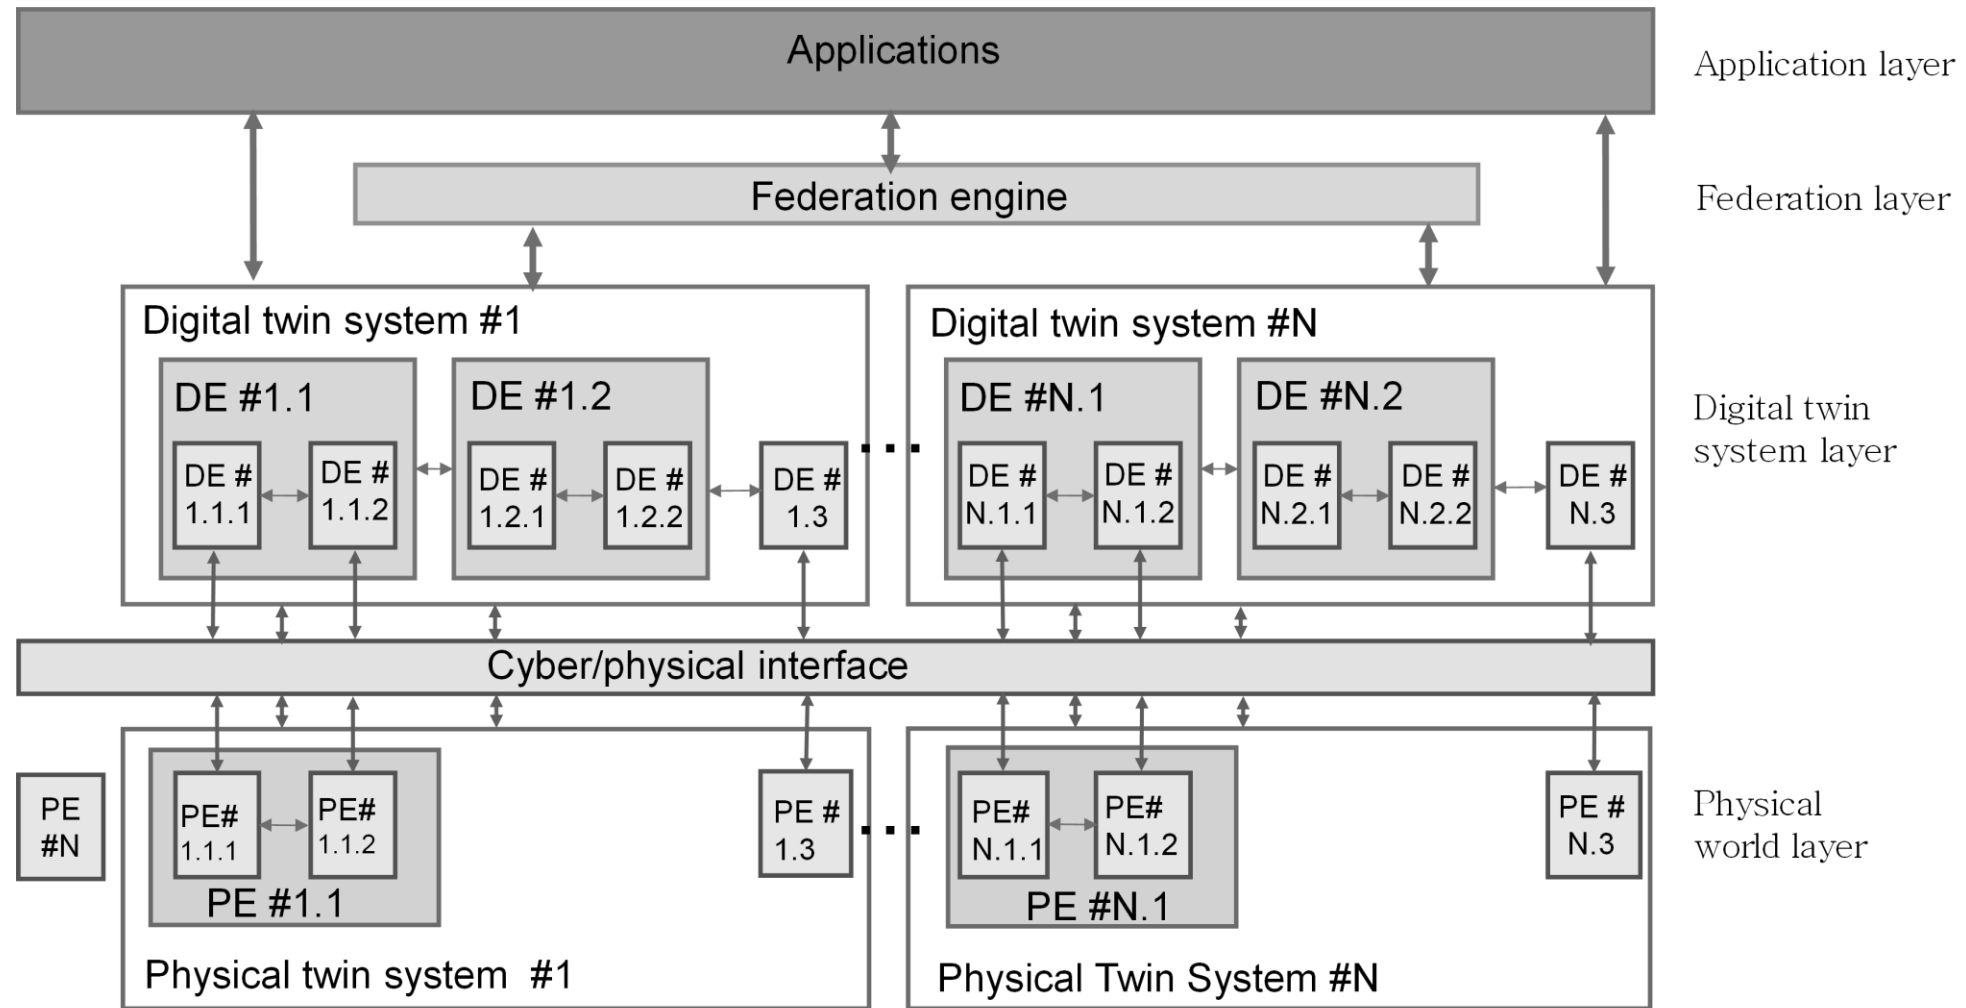 Applications
Application layer
Federation engine
Federation layer
Digital twin system #1
Digital twin system #N
DE #1.1
DE #1.2
DE #N.1
DE #N.2
Digital twin
system layer
DE #
1.1.1
DE #
1.1.2
DE #
1.2.1
DE #
1.2.2
DE #
1.3
...
DE #
N.1.1
DE #
N.1.2
DE #
N.2.1
DE #
N.2.2
DE #
N.3
Cyber/physical interface
PE
#N
PE#
1.1.1
PE#
1.1.2
PE #1.1
PE #
1.3
...
PE#
N.1.1
PE#
N.1.2
PE #N.1
PE #
N.3
Physical
world layer
Physical twin system #1
Physical Twin System #N